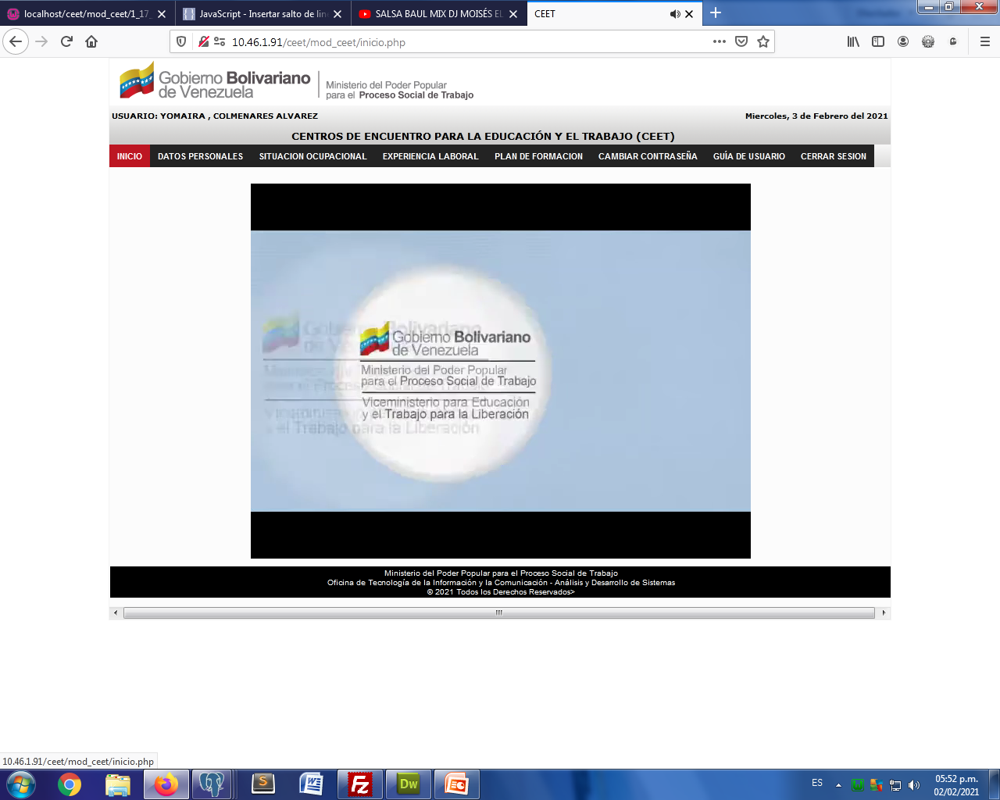 localhost/ceet/mod_ceet/1_17_
JavaScript - Insertar salto de line
SALSA BAUL MIX DJ MOISÉS EL
CEET
10.46.1.91/ceet/mod_ceet/inicio.php
Gobierno Bolivariano
de Venezuela
Ministerio del Poder Popular
para el Proceso Social de Trabajo
USUARIO: YOMAIRA , COLMENARES ALVAREZ
Miercoles, 3 de Febrero del 2021
CENTROS DE ENCUENTRO PARA LA EDUCACIÓN Y EL TRABAJO (CEET)
INICIO DATOS PERSONALES SITUACION OCUPACIONAL EXPERIENCIA LABORAL PLAN DE FORMACION CAMBIAR CONTRASEÑA GUÍA DE USUARIO CERRAR SESION
Gobierno Bolivariano
de Venezuela
Ministerio del Poder Popular
para el Proceso Social de Trabajo
Viceministerio para Educación
y el Trabajo para la Liberación
Ministerio del Poder Popular para el Proceso Social de Trabajo
Oficina de Tecnología de la Información y la Comunicación - Análisis y Desarrollo de Sistemas
© 2021 Todos los Derechos Reservados>
10.46.1.91/ceet/mod_ceet/inicio.php
ES
05:52 p.m.
02/02/2021